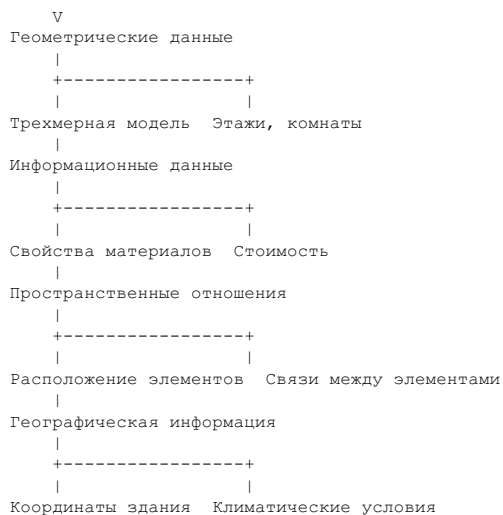 V
Геометрические данные
Трехмерная модель Этажи, комнаты
Информационные данные
Свойства материалов Стоимость
Пространственные отношения
Расположение элементов Связи между элементами
Географическая информация
Координаты здания Климатические условия